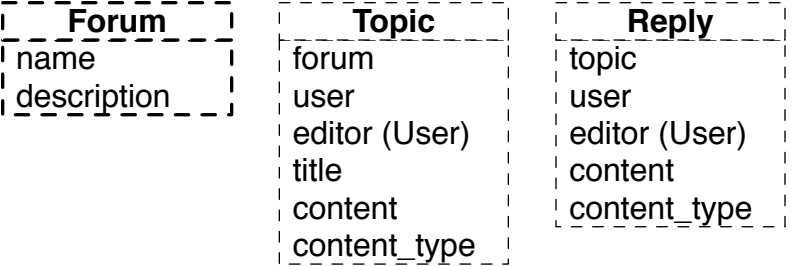 Forum
name
description
Topic
forum
user
editor (User)
title
content
content_type
Reply
topic
user
editor (User)
content
content_type